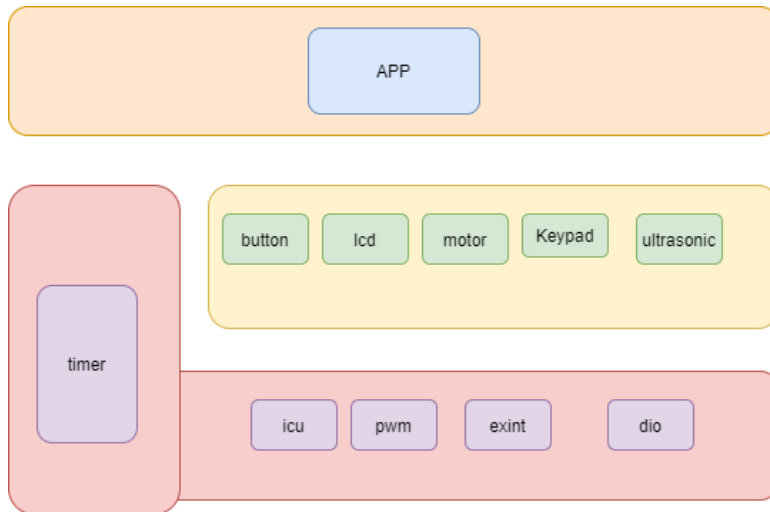 APP
button
lcd
motor
Keypad
ultrasonic
timer
icu
pwm
exint
dio